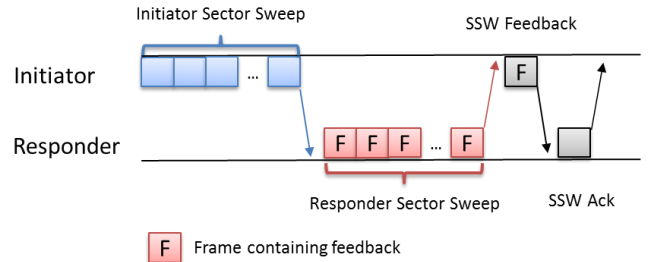 Initiator Sector Sweep
SSW Feedback
Initiator
...
F
Responder
F F F ... F
Responder Sector Sweep
SSW Ack
F Frame containing feedback